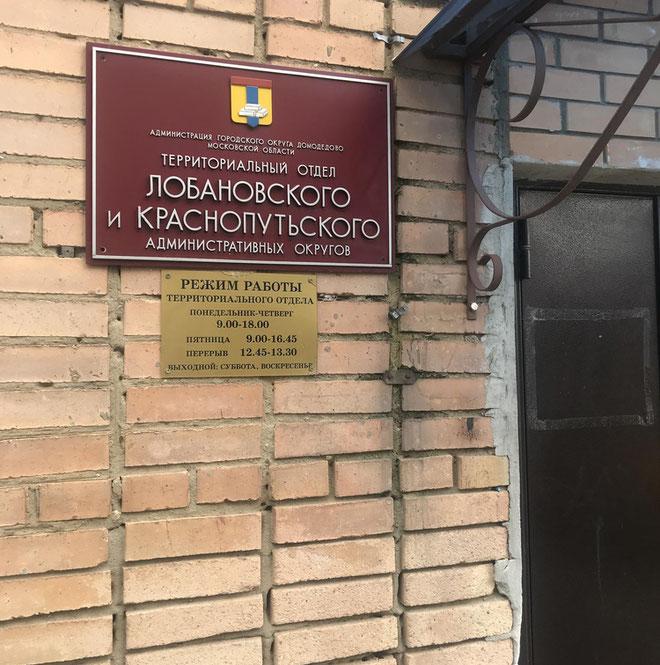 АДМИНИСТРАЦИЯ ГОРОДСКОГО ОКРУГА ДОМОДЕДОВО
МОСКОВСКОЙ ОБЛАСТИ
ТЕРРИТОРИАЛЬНЫЙ ОТДЕЛ
ЛОБАНОВСКОГО
И КРАСНОПУТЬСКОГО
АДМИНИСТРАТИВНЫХ ОКРУГОВ
РЕЖИМ РАБОТЫ
ТЕРРИТОРИАЛЬНОГО ОТДЕЛА
ПОНЕДЕЛЬНИК-ЧЕТВЕРГ
9.00-18.00
ПЯТНИЦА 9.00-16.45
ПЕРЕРЫВ 12.45-13.30
ВЫХОДНОЙ: СУББОТА, ВОСКРЕСЕНЬЕ